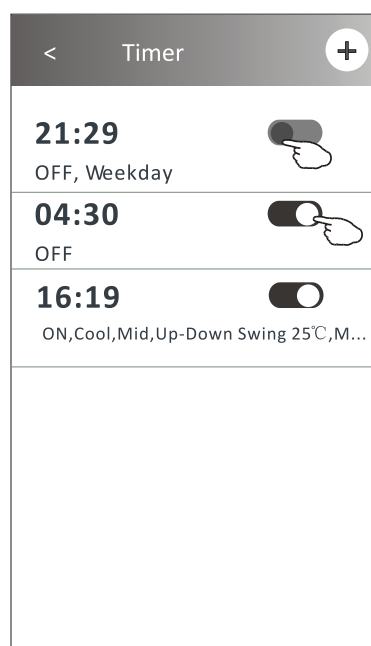 < Timer +
21:29
OFF, Weekday
04:30
OFF
16:19
ON,Cool,Mid,Up-Down Swing 25℃,M...